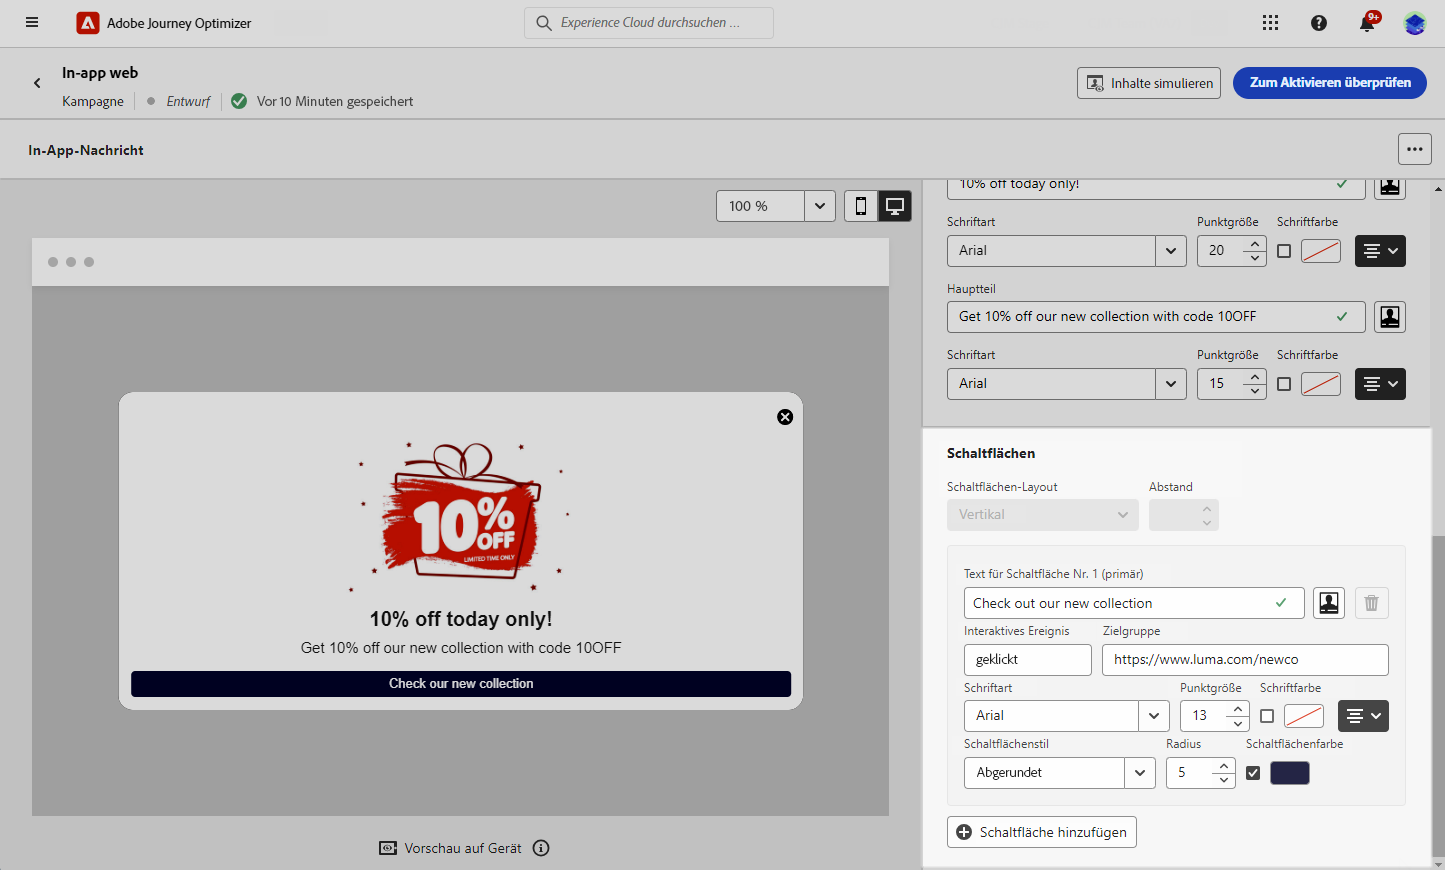 Adobe Journey Optimizer
Experience Cloud durchsuchen ...
9+
In-app web
Kampagne
Entwurf
Vor 10 Minuten gespeichert
Inhalte simulieren
Zum Aktivieren überprüfen
In-App-Nachricht
100 %
10% off today only!
Schriftart
Punktgröße
Schriftfarbe
Arial
20
Hauptteil
Get 10% off our new collection with code 10OFF
Schriftart
Punktgröße
Schriftfarbe
Arial
15
10%
OFF
LIMITED TIME ONLY
10% off today only!
Get 10% off our new collection with code 10OFF
Check our new collection
Vorschau auf Gerät
Schaltflächen
Schaltflächen-Layout
Abstand
Vertikal
Text für Schaltfläche Nr. 1 (primär)
Check out our new collection
Interaktives Ereignis
Zielgruppe
geklickt
https://www.luma.com/newco
Schriftart
Punktgröße
Schriftfarbe
Arial
13
Schaltflächenstil
Radius
Schaltflächenfarbe
Abgerundet
5
Schaltfläche hinzufügen